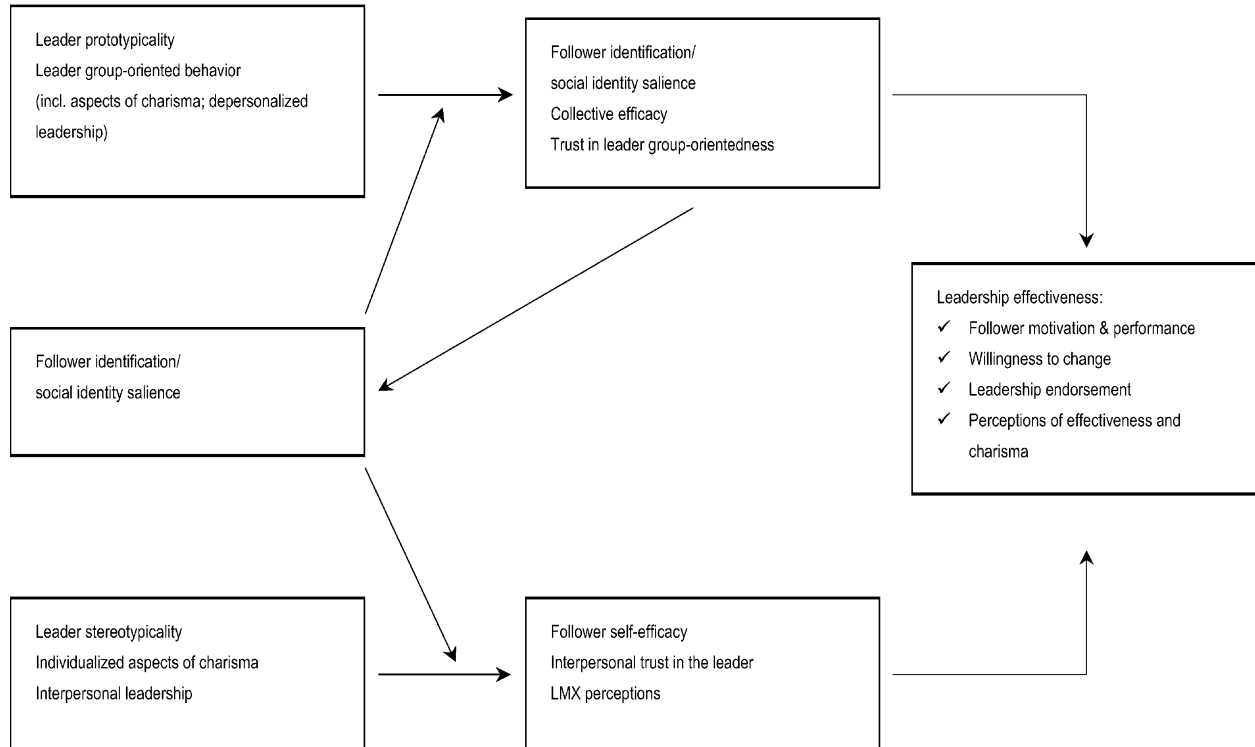 Leader prototypicality
Leader group-oriented behavior
(incl. aspects of charisma; depersonalized
leadership)
Follower identification/
social identity salience
Collective efficacy
Trust in leader group-orientedness
Follower identification/
social identity salience
Leadership effectiveness:
✓ Follower motivation & performance
✓ Willingness to change
✓ Leadership endorsement
✓ Perceptions of effectiveness and
charisma
Leader stereotypicality
Individualized aspects of charisma
Interpersonal leadership
Follower self-efficacy
Interpersonal trust in the leader
LMX perceptions